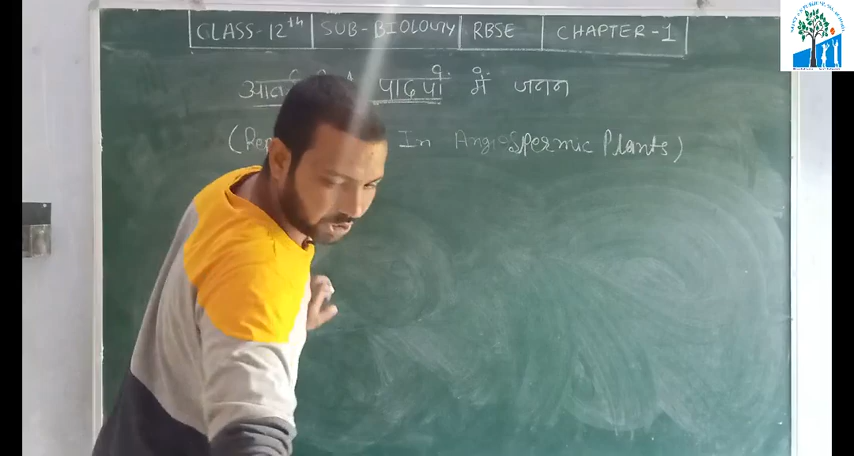 CLASS-12th SUB-BIOLOGY RBSE CHAPTER-1
पादपों में जनन
In Angiospermic Plants)